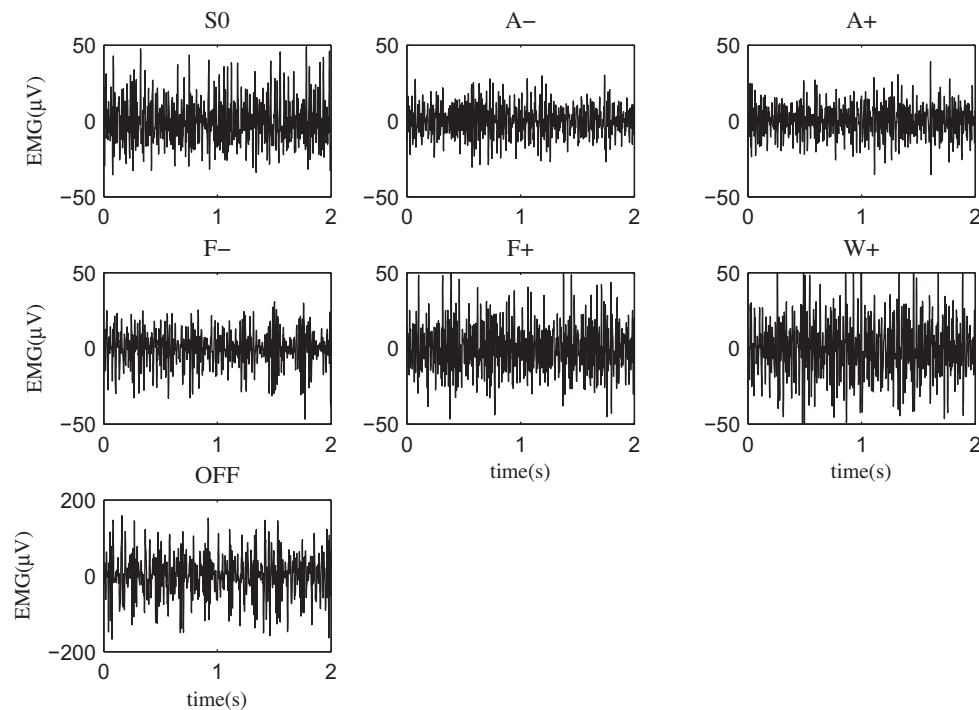 S0 A− A+
50 50 50
EMG(μV) 0 0 0
−50 −50 −50
0 1 2 0 1 2 0 1 2
F− F+ W+
50 50 50
EMG(μV) 0 0 0
−50 −50 −50
0 1 2 0 1 2 0 1 2
time(s) time(s)
OFF
200
EMG(μV) 0
−200
0 1 2
time(s)